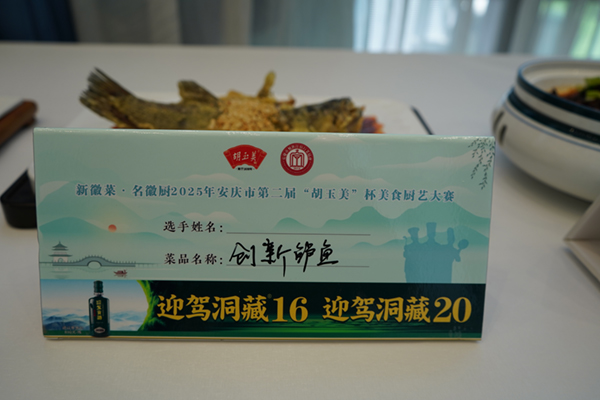 胡玉美
新徽菜·名徽厨2025年安庆市第二届“胡玉美”杯美食厨艺大赛
选手姓名：
菜品名称：创新鲈鱼
迎驾洞藏16 迎驾洞藏20